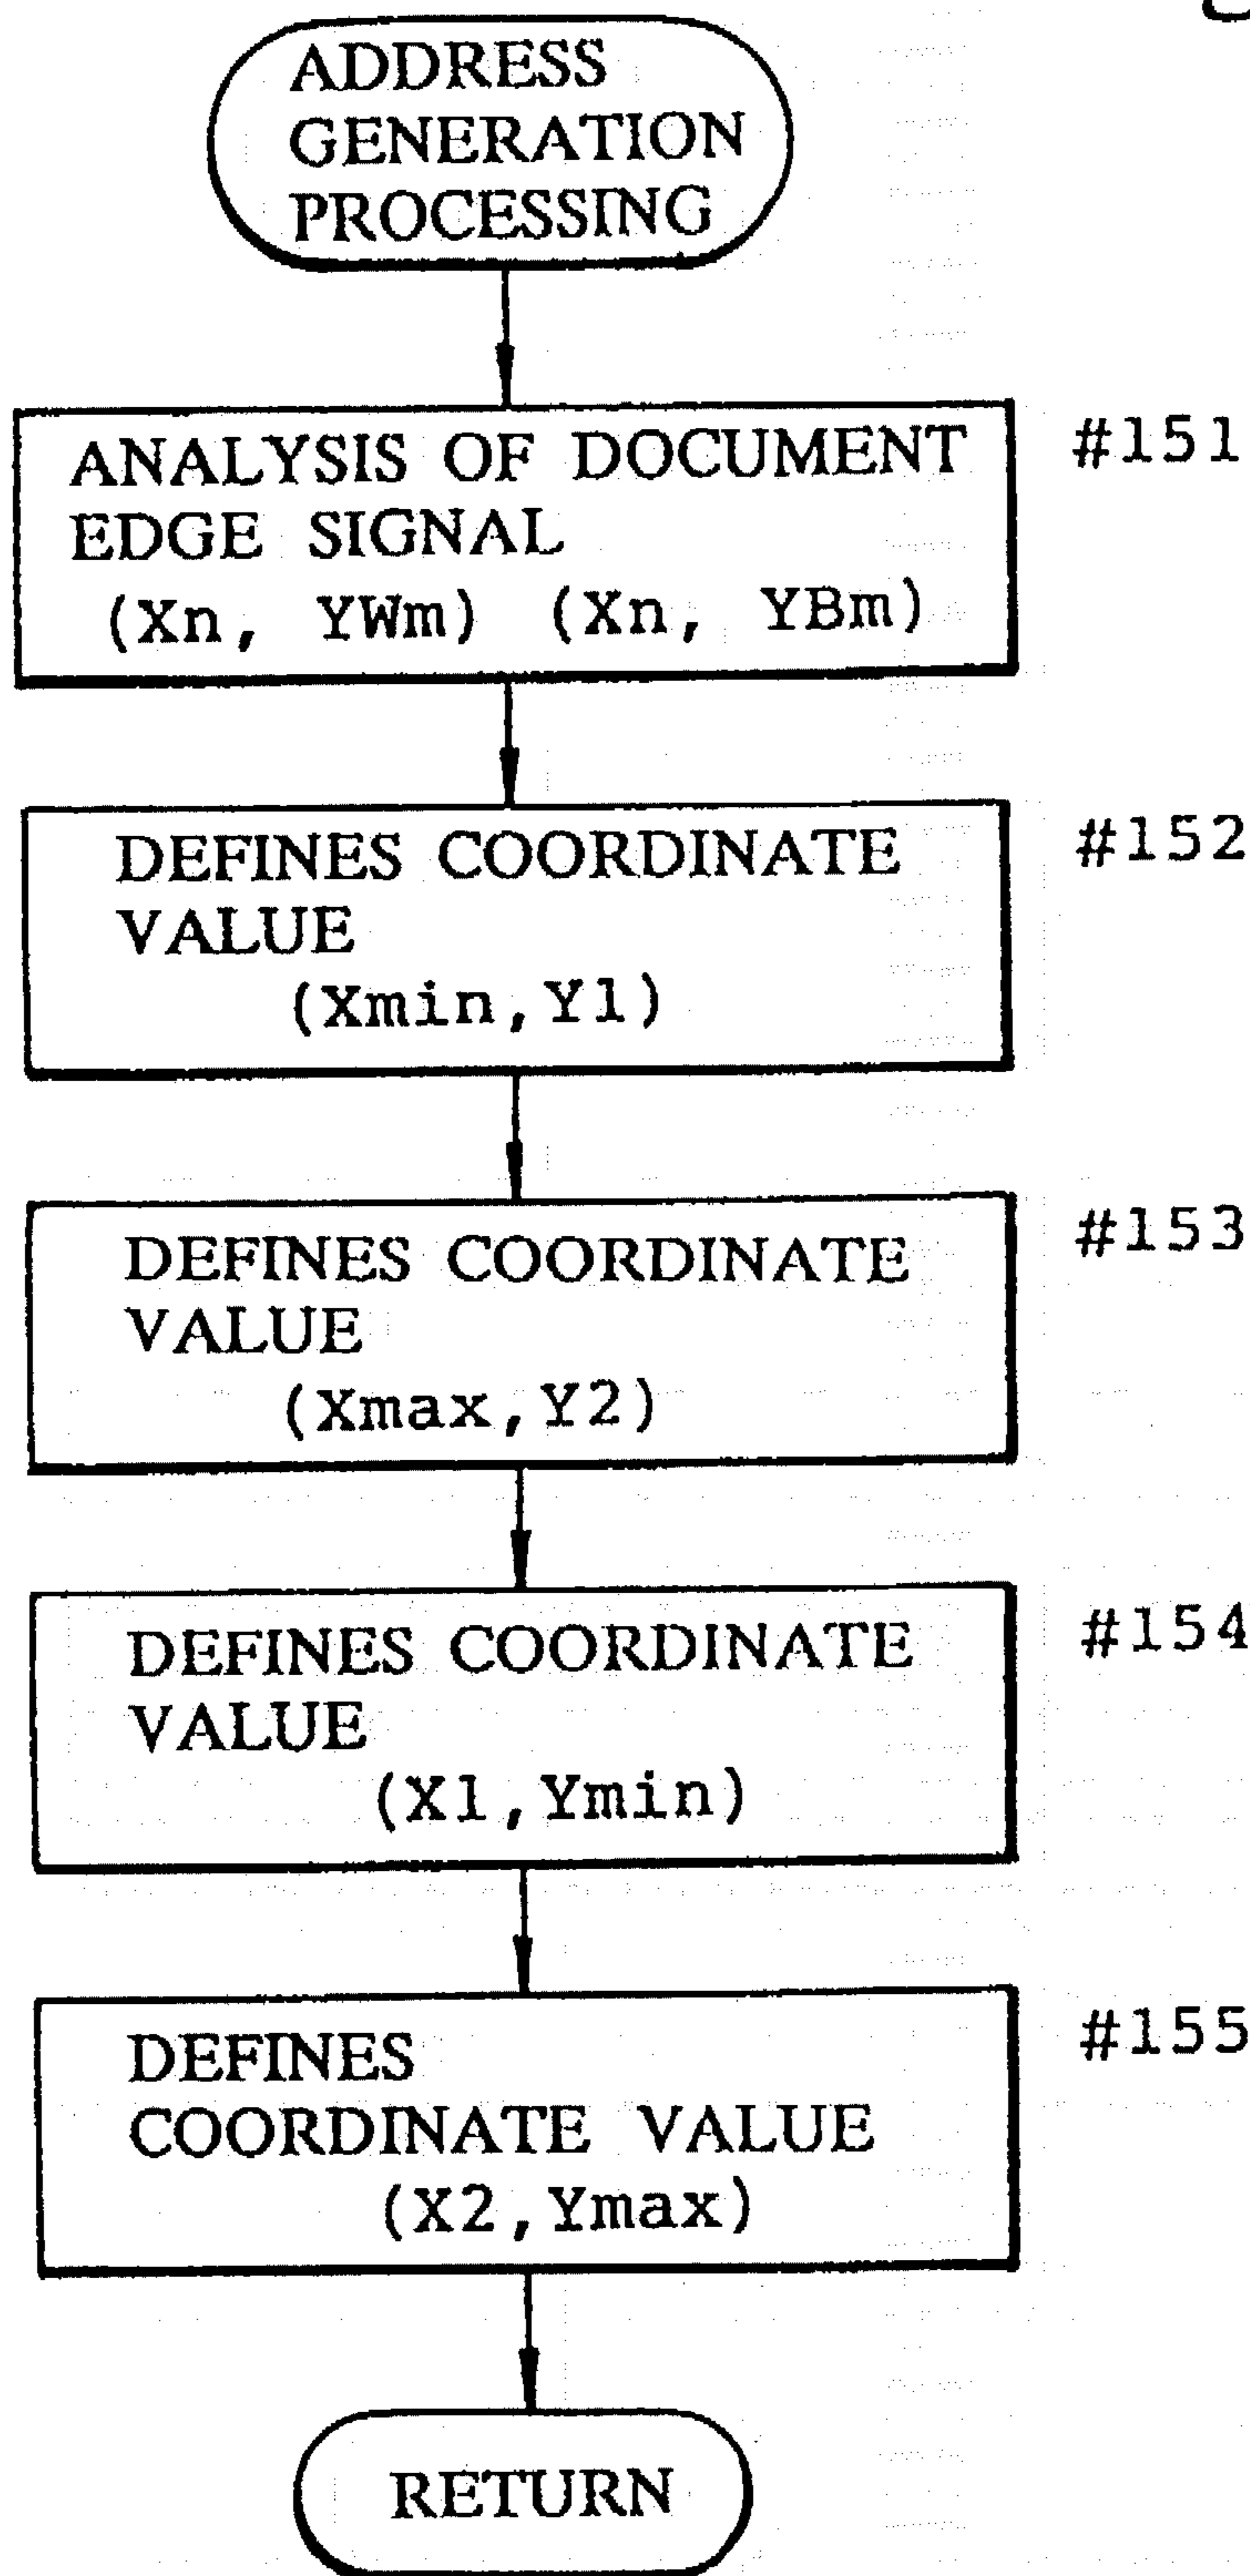 ADDRESS
GENERATION
PROCESSING
ANALYSIS OF DOCUMENT
EDGE SIGNAL
(Xn, YWm) (Xn, YBm)
#151
DEFINES COORDINATE
VALUE
(Xmin,Y1)
#152
DEFINES COORDINATE
VALUE
(Xmax,Y2)
#153
DEFINES COORDINATE
VALUE
(X1,Ymin)
#154
DEFINES
COORDINATE VALUE
(X2,Ymax)
#155
RETURN